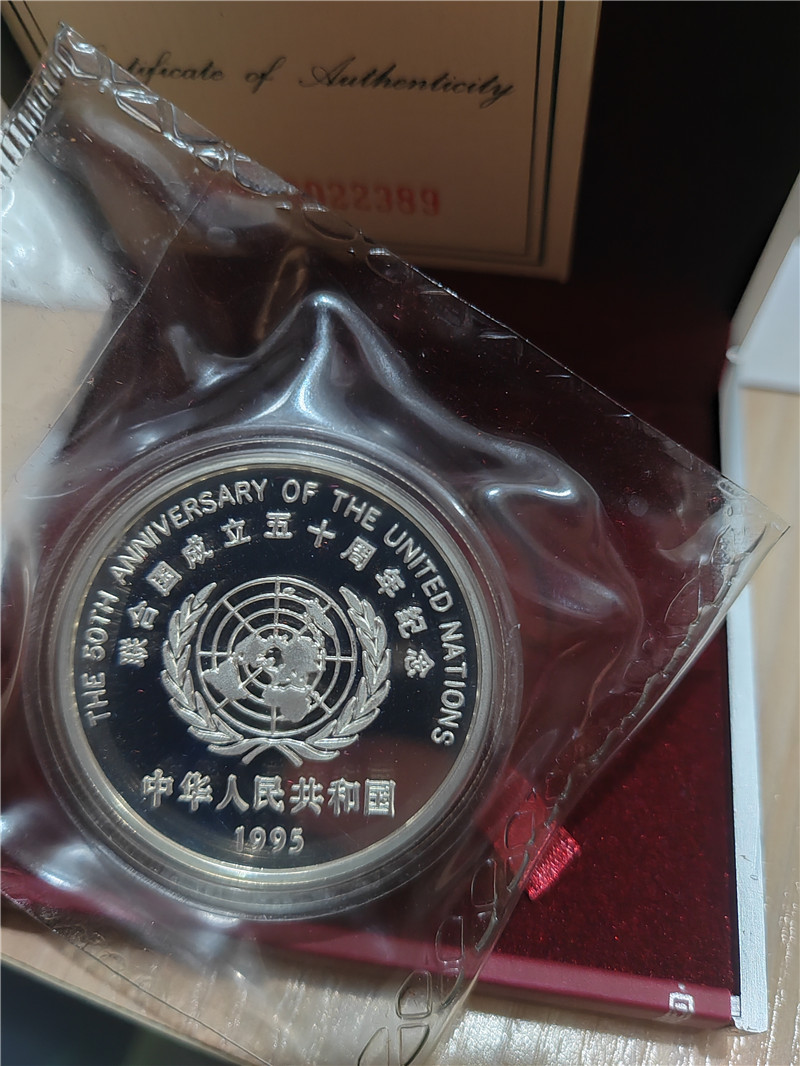 Certificate of Authenticity
022389
THE 50TH ANNIVERSARY OF THE UNITED NATIONS
联合国成立五十周年纪念
中华人民共和国
1995